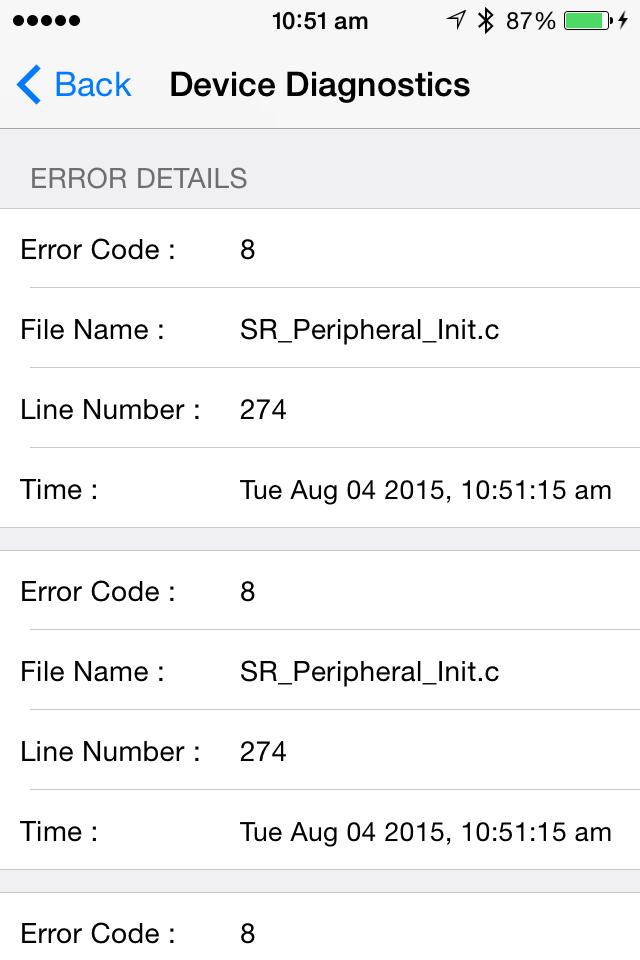 10:51 am 87%
Back Device Diagnostics
ERROR DETAILS
Error Code : 8
File Name : SR_Peripheral_Init.c
Line Number : 274
Time : Tue Aug 04 2015, 10:51:15 am
Error Code : 8
File Name : SR_Peripheral_Init.c
Line Number : 274
Time : Tue Aug 04 2015, 10:51:15 am
Error Code : 8